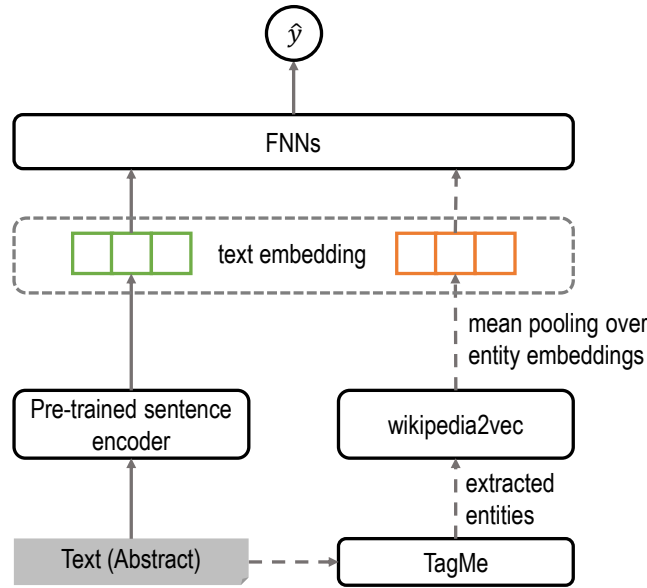 ŷ
FNNs
text embedding
mean pooling over
entity embeddings
Pre-trained sentence
encoder
wikipedia2vec
extracted
entities
Text (Abstract)
TagMe